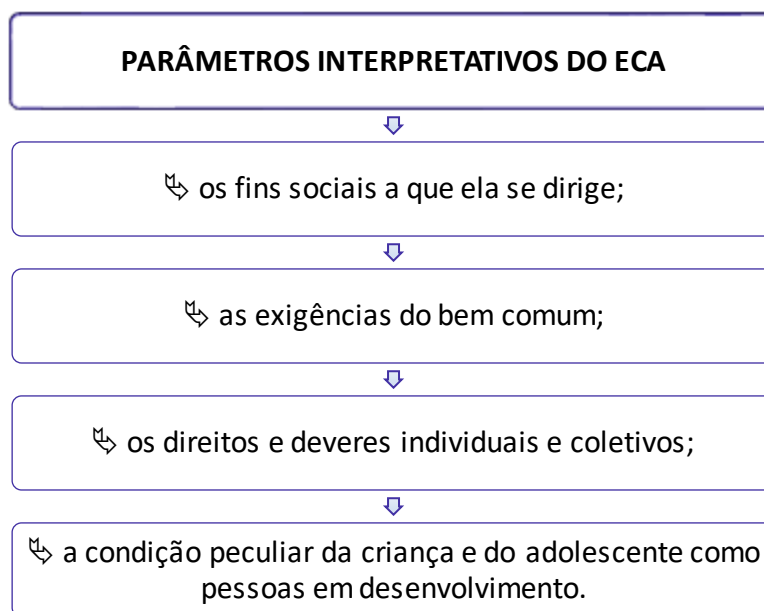 PARÂMETROS INTERPRETATIVOS DO ECA
os fins sociais a que ela se dirige;
as exigências do bem comum;
os direitos e deveres individuais e coletivos;
a condição peculiar da criança e do adolescente como
pessoas em desenvolvimento.